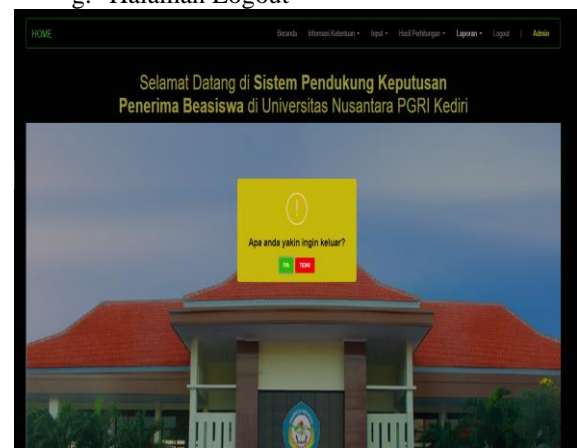 g. Halaman Logout
HOME Beranda Informasi Ketentuan Input Hasil Perhitungan Laporan Logout | Admin
Selamat Datang di Sistem Pendukung Keputusan
Penerima Beasiswa di Universitas Nusantara PGRI Kediri
Apa anda yakin ingin keluar?
YA TIDAK